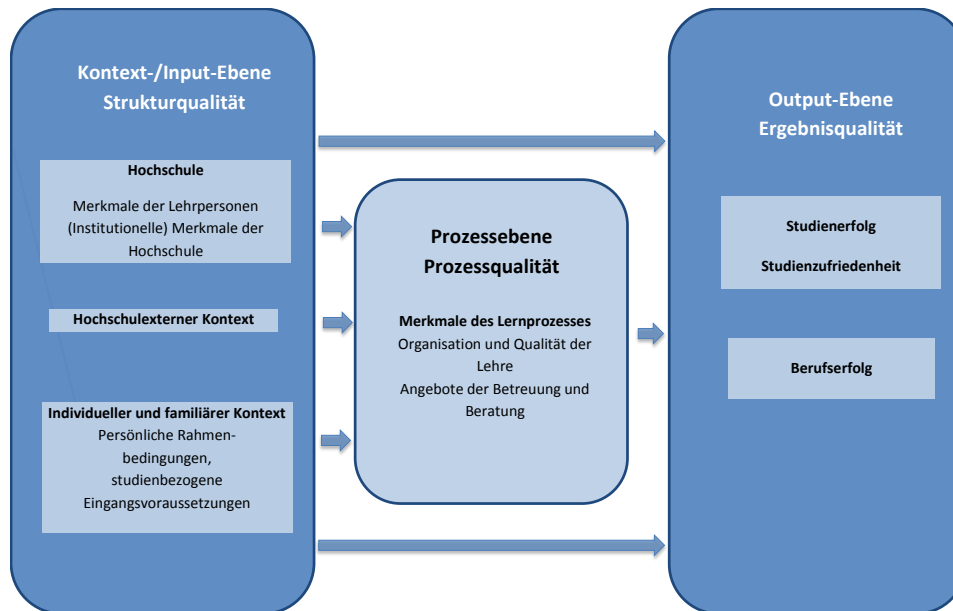 Kontext-/Input-Ebene
Strukturqualität
Hochschule
Merkmale der Lehrpersonen
(Institutionelle) Merkmale der
Hochschule
Hochschulexterner Kontext
Individueller und familiärer Kontext
Persönliche Rahmen-
bedingungen,
studienbezogene
Eingangsvoraussetzungen
Prozessebene
Prozessqualität
Merkmale des Lernprozesses
Organisation und Qualität der
Lehre
Angebote der Betreuung und
Beratung
Output-Ebene
Ergebnisqualität
Studienerfolg
Studienzufriedenheit
Berufserfolg